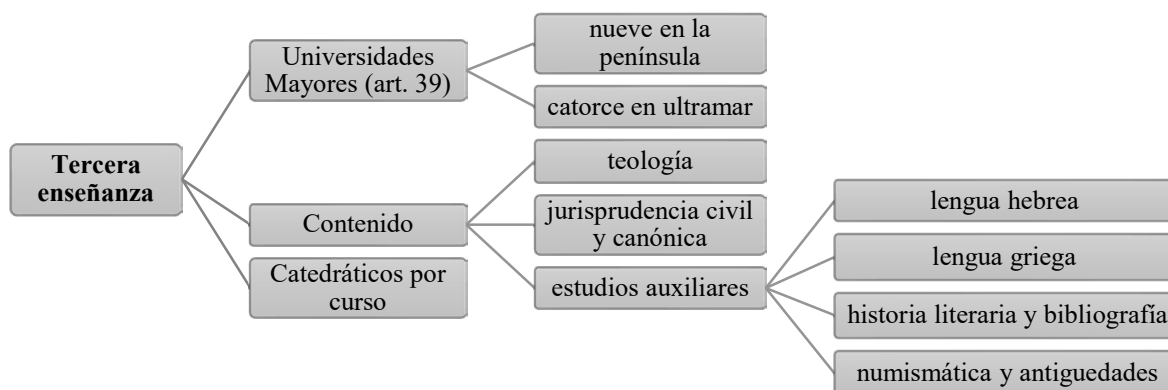 Tercera
enseñanza
Universidades
Mayores (art. 39)
nueve en la
península
catorce en ultramar
Contenido
teología
jurisprudencia civil
y canónica
estudios auxiliares
lengua hebrea
lengua griega
historia literaria y bibliografía
numismática y antiguedades
Catedráticos por
curso